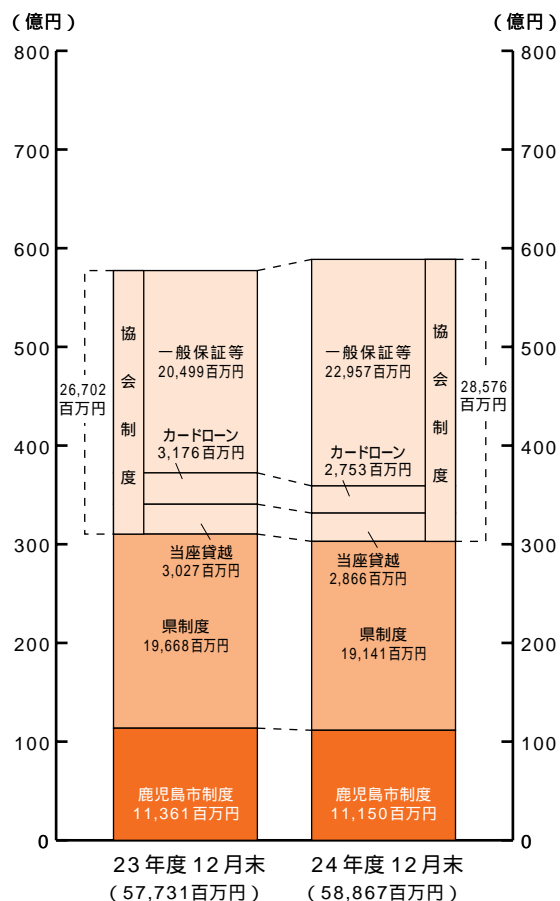 （億円）
（億円）
800
800
700
700
600
600
500
500
400
400
300
300
200
200
100
100
0
0
協会制度
一般保証等
20,499百万円
26,702
百万円
カードローン
3,176百万円
当座貸越
3,027百万円
県制度
19,668百万円
鹿児島市制度
11,361百万円
23年度12月末
（57,731百万円）
一般保証等
22,957百万円
協会制度
28,576
百万円
カードローン
2,753百万円
当座貸越
2,866百万円
県制度
19,141百万円
鹿児島市制度
11,150百万円
24年度12月末
（58,867百万円）